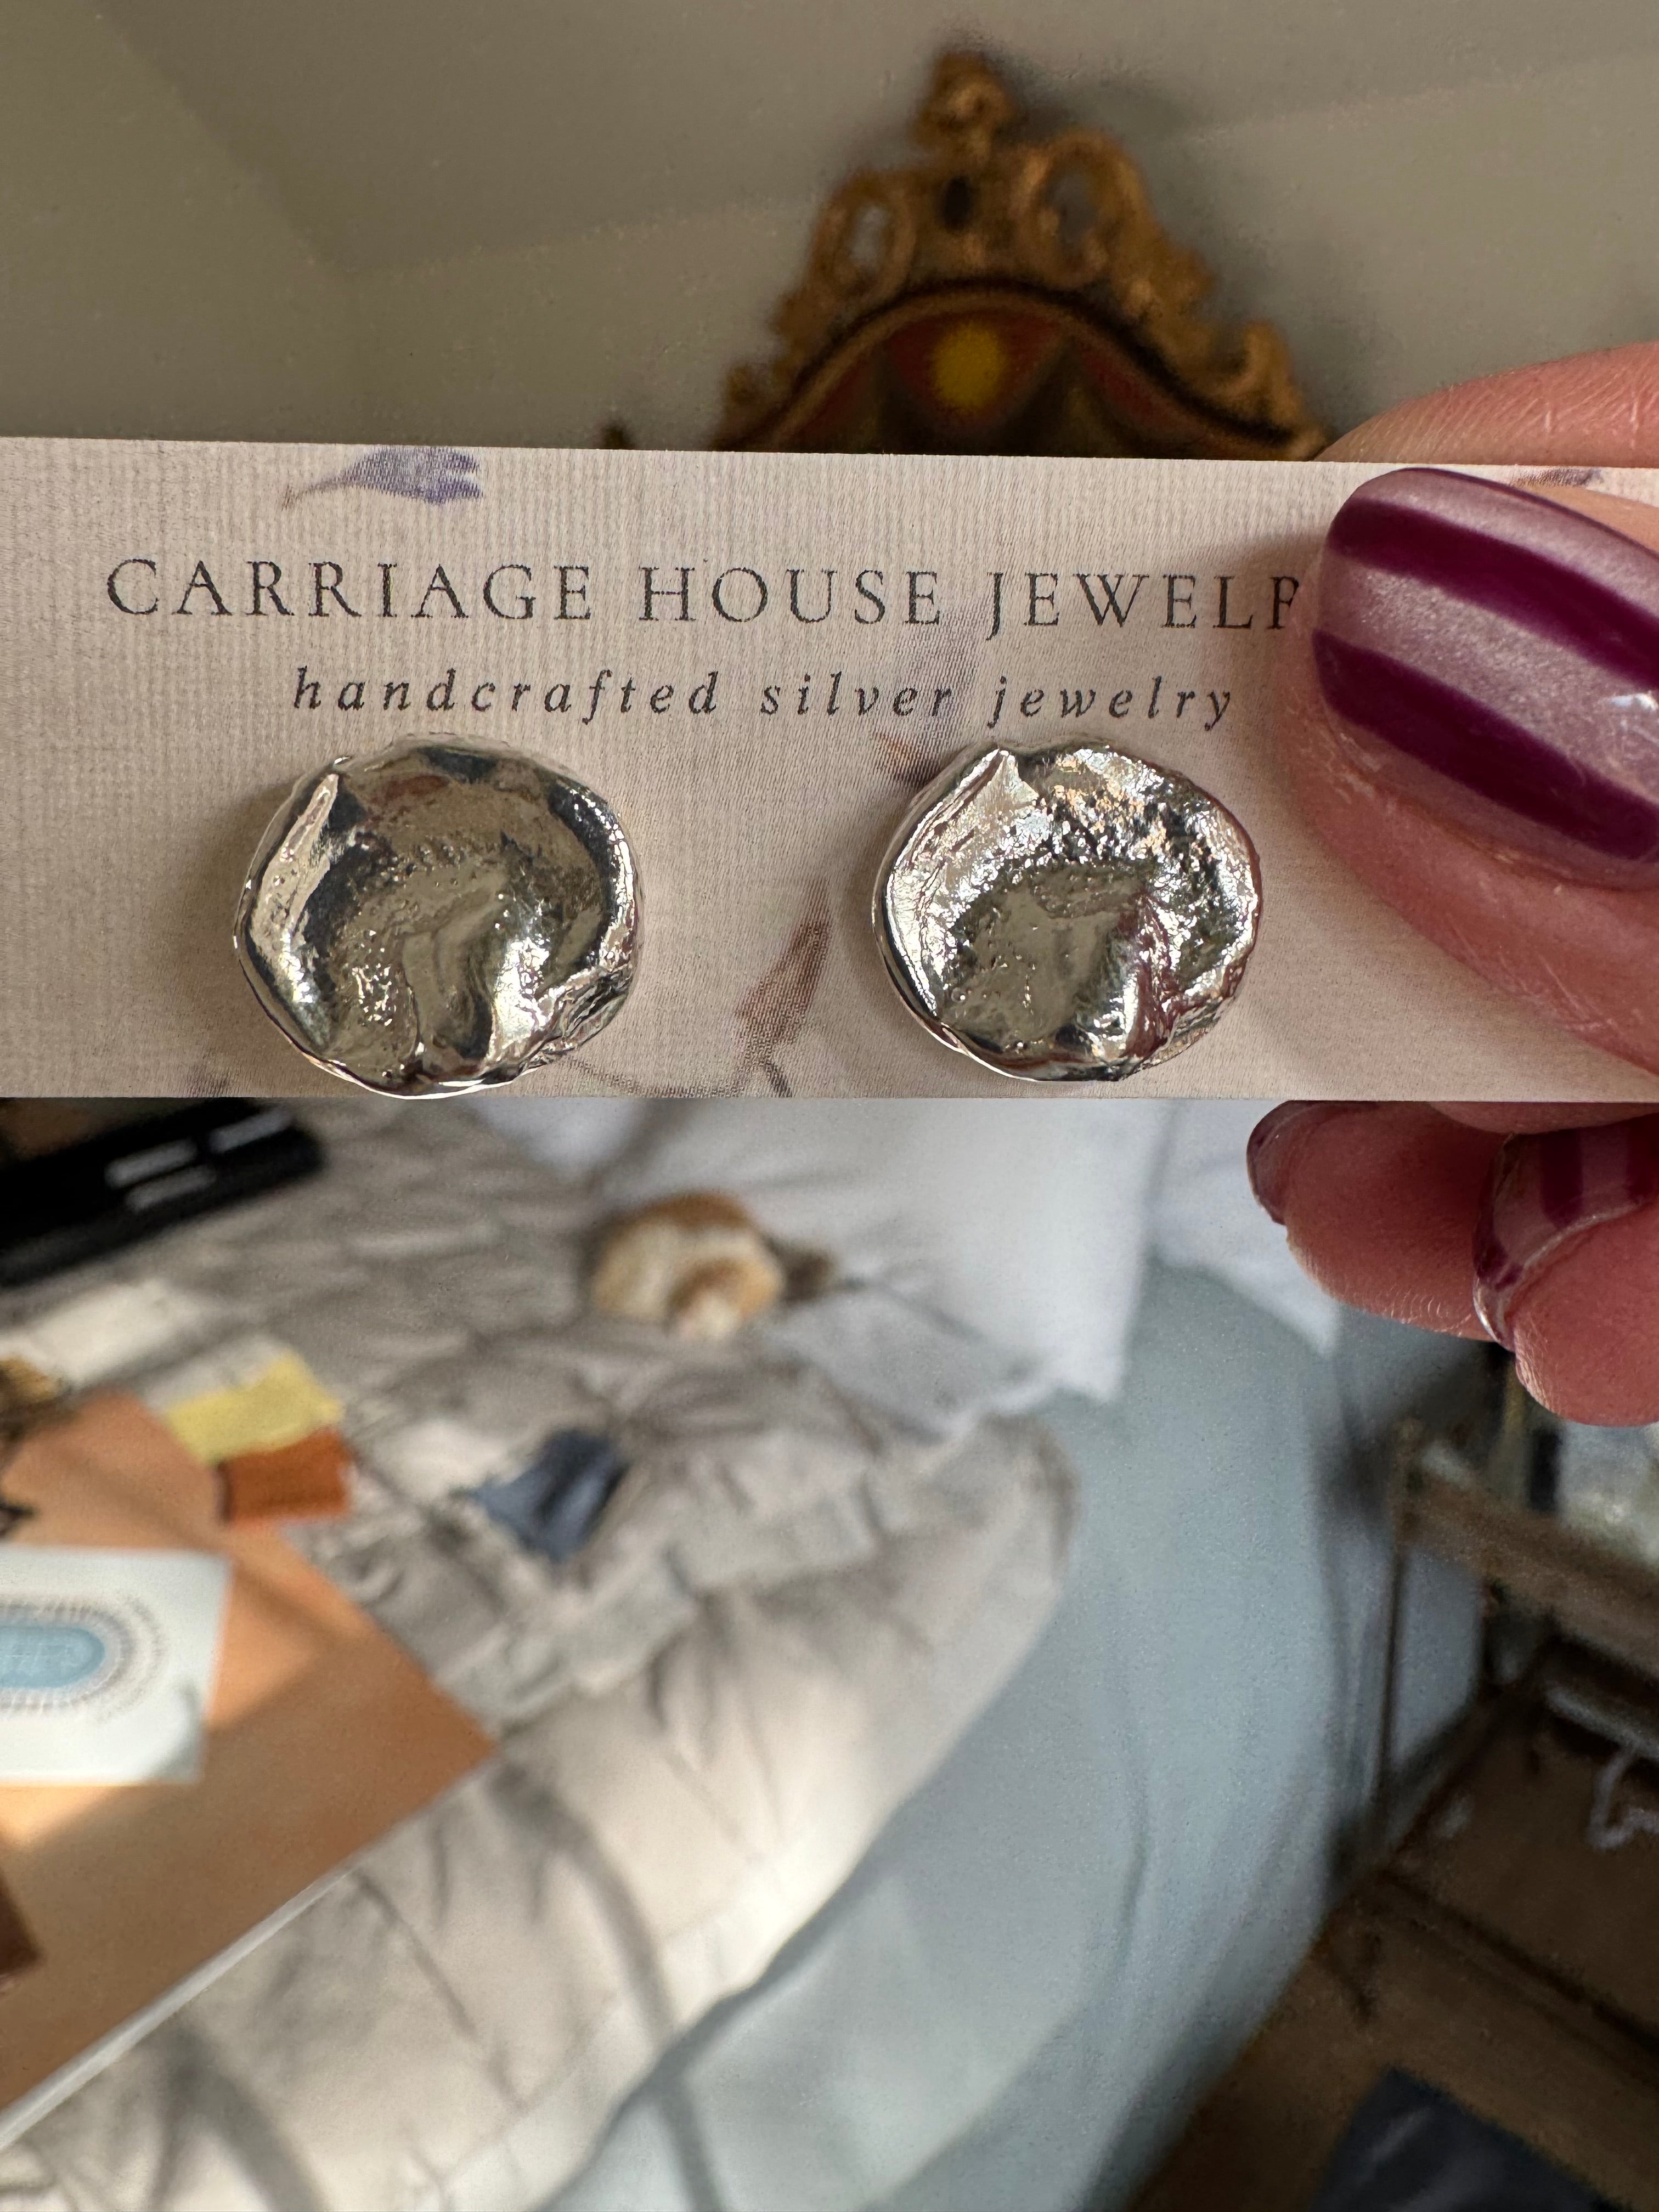 CARRIAGE HOUSE JEWELR
handcrafted silver jewelry